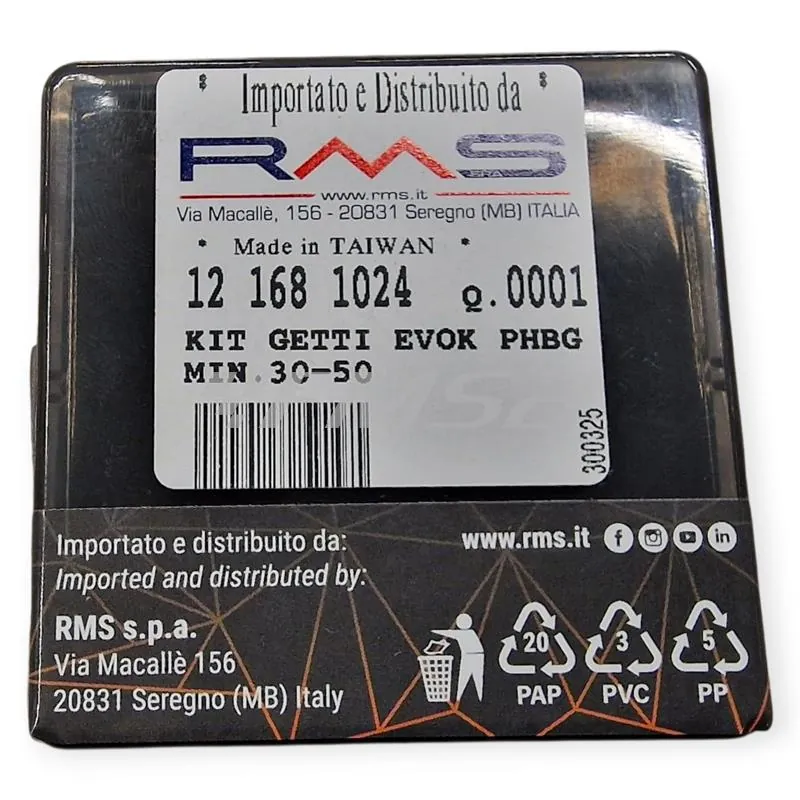 * Importato e Distribuito da *
RMS
www.rms.it
Via Macallè, 156 - 20831 Seregno (MB) ITALIA
* Made in TAIWAN *
12 168 1024 Q.0001
KIT GETTI EVOK PHBG
MIN.30-50
300325
Importato e distribuito da:
Imported and distributed by:
www.rms.it
RMS s.p.a.
Via Macallè 156
20831 Seregno (MB) Italy
20 3 5
PAP PVC PP